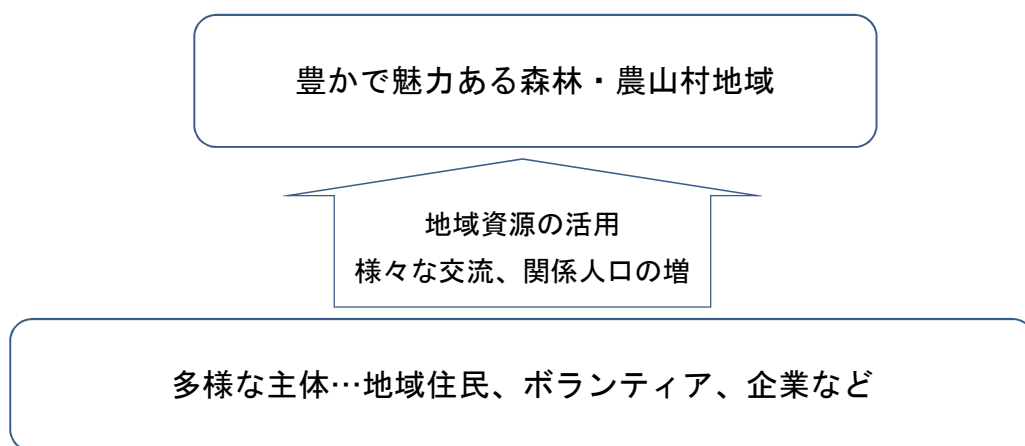 豊かで魅力ある森林・農山村地域
地域資源の活用
様々な交流、関係人口の増
多様な主体…地域住民、ボランティア、企業など